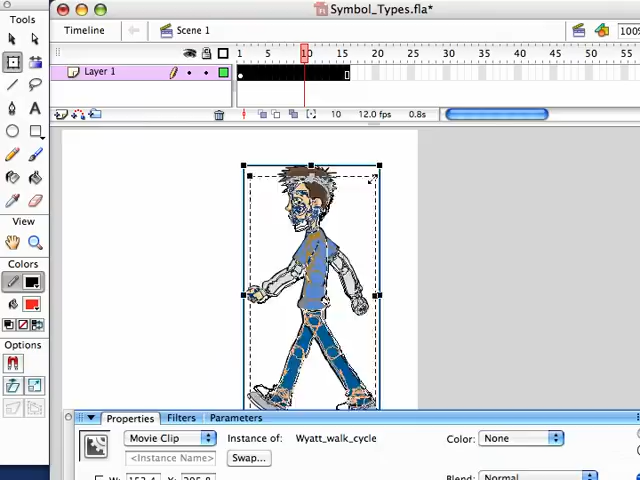 Symbol_Types.fla*
Tools
Timeline
Scene 1
1009
1 5 10 15 20 25 30 35 40 45 50 55
Layer 1
10 12.0 fps 0.8s
A
View
Colors
Options
Properties Filters Parameters
Movie Clip
Instance of: Wyatt_walk_cycle
Color: None
<Instance Name>
Swap...
W:
Blend: Normal